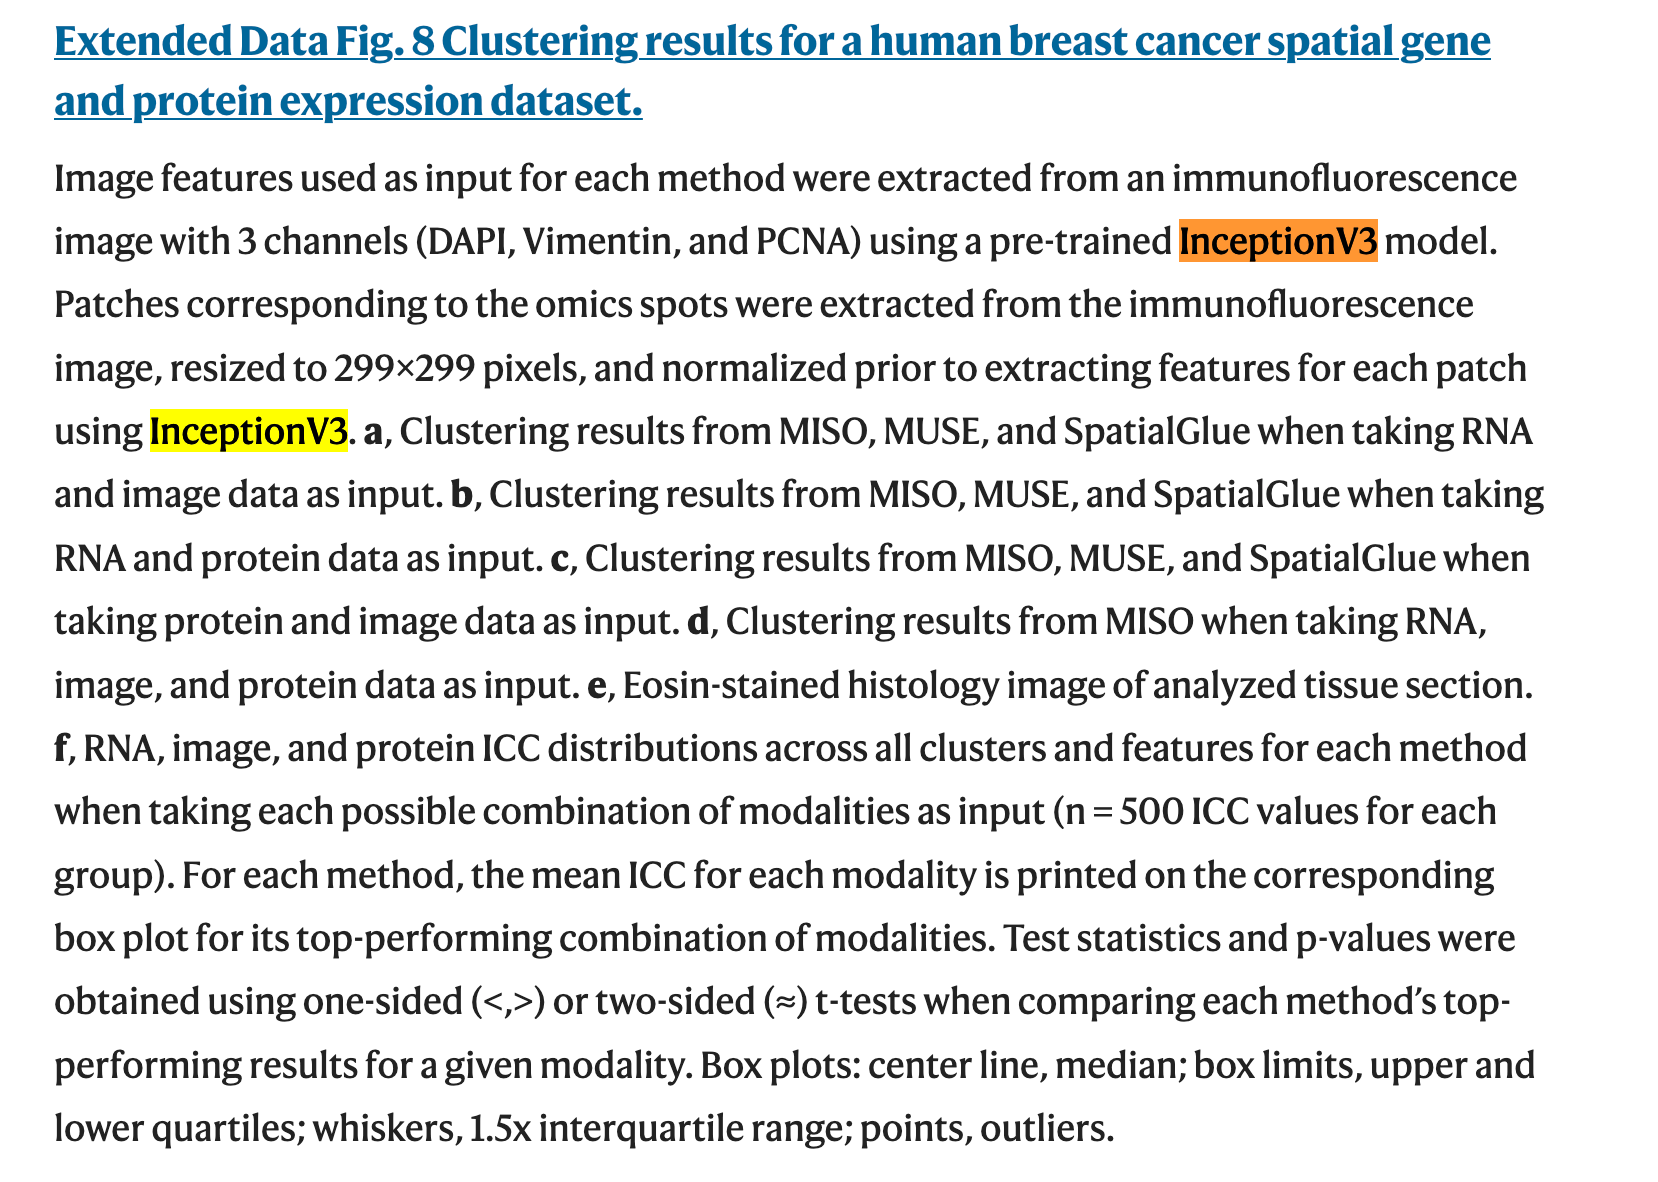 Extended Data Fig. 8 Clustering results for a human breast cancer spatial gene
and protein expression dataset.
Image features used as input for each method were extracted from an immunofluorescence
image with 3 channels (DAPI, Vimentin, and PCNA) using a pre-trained InceptionV3 model.
Patches corresponding to the omics spots were extracted from the immunofluorescence
image, resized to 299×299 pixels, and normalized prior to extracting features for each patch
using InceptionV3. a, Clustering results from MISO, MUSE, and SpatialGlue when taking RNA
and image data as input. b, Clustering results from MISO, MUSE, and SpatialGlue when taking
RNA and protein data as input. c, Clustering results from MISO, MUSE, and SpatialGlue when
taking protein and image data as input. d, Clustering results from MISO when taking RNA,
image, and protein data as input. e, Eosin-stained histology image of analyzed tissue section.
f, RNA, image, and protein ICC distributions across all clusters and features for each method
when taking each possible combination of modalities as input (n = 500 ICC values for each
group). For each method, the mean ICC for each modality is printed on the corresponding
box plot for its top-performing combination of modalities. Test statistics and p-values were
obtained using one-sided (<,>) or two-sided (≈) t-tests when comparing each method’s top-
performing results for a given modality. Box plots: center line, median; box limits, upper and
lower quartiles; whiskers, 1.5x interquartile range; points, outliers.